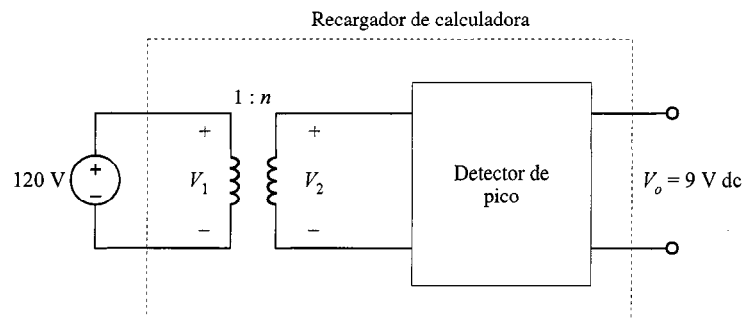 Recargador de calculadora
1 : n
+
+
120 V
+
−
V₁
V₂
Detector de
pico
Vₒ = 9 V dc
−
−